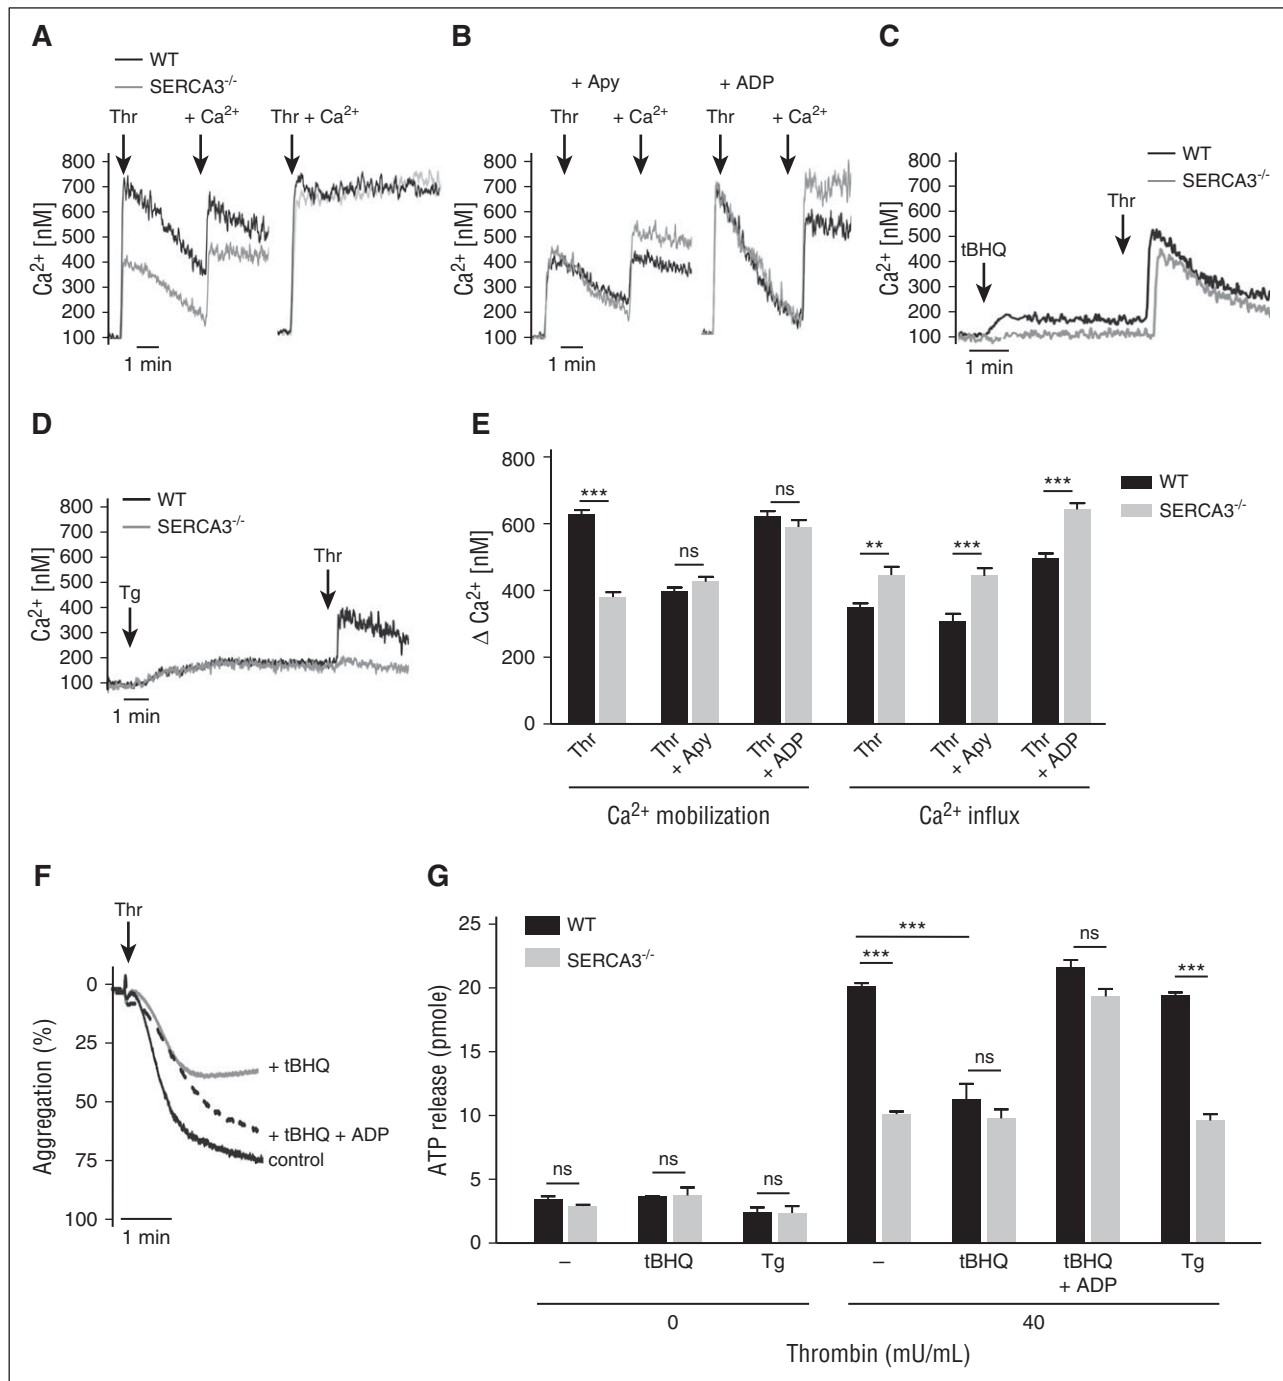 A
WT
SERCA3-/-
Thr
+ Ca2+
Thr + Ca2+
Ca2+ [nM]
800
700
600
500
400
300
200
100
1 min
B
+ Apy
+ ADP
Thr
+ Ca2+
Thr
+ Ca2+
Ca2+ [nM]
800
700
600
500
400
300
200
100
1 min
C
WT
SERCA3-/-
Thr
tBHQ
Ca2+ [nM]
800
700
600
500
400
300
200
100
1 min
D
WT
SERCA3-/-
Thr
Tg
Ca2+ [nM]
800
700
600
500
400
300
200
100
1 min
E
WT
SERCA3-/-
Δ Ca2+ [nM]
800
600
400
200
0
***
ns
ns
**
***
***
Thr
Thr + Apy
Thr + ADP
Thr
Thr + Apy
Thr + ADP
Ca2+ mobilization
Ca2+ influx
F
Thr
Aggregation (%)
0
25
50
75
100
+ tBHQ
+ tBHQ + ADP
control
1 min
G
WT
SERCA3-/-
ATP release (pmole)
25
20
15
10
5
0
ns
ns
ns
***
***
ns
ns
***
–
tBHQ
Tg
–
tBHQ
tBHQ
+ ADP
Tg
0
40
Thrombin (mU/mL)